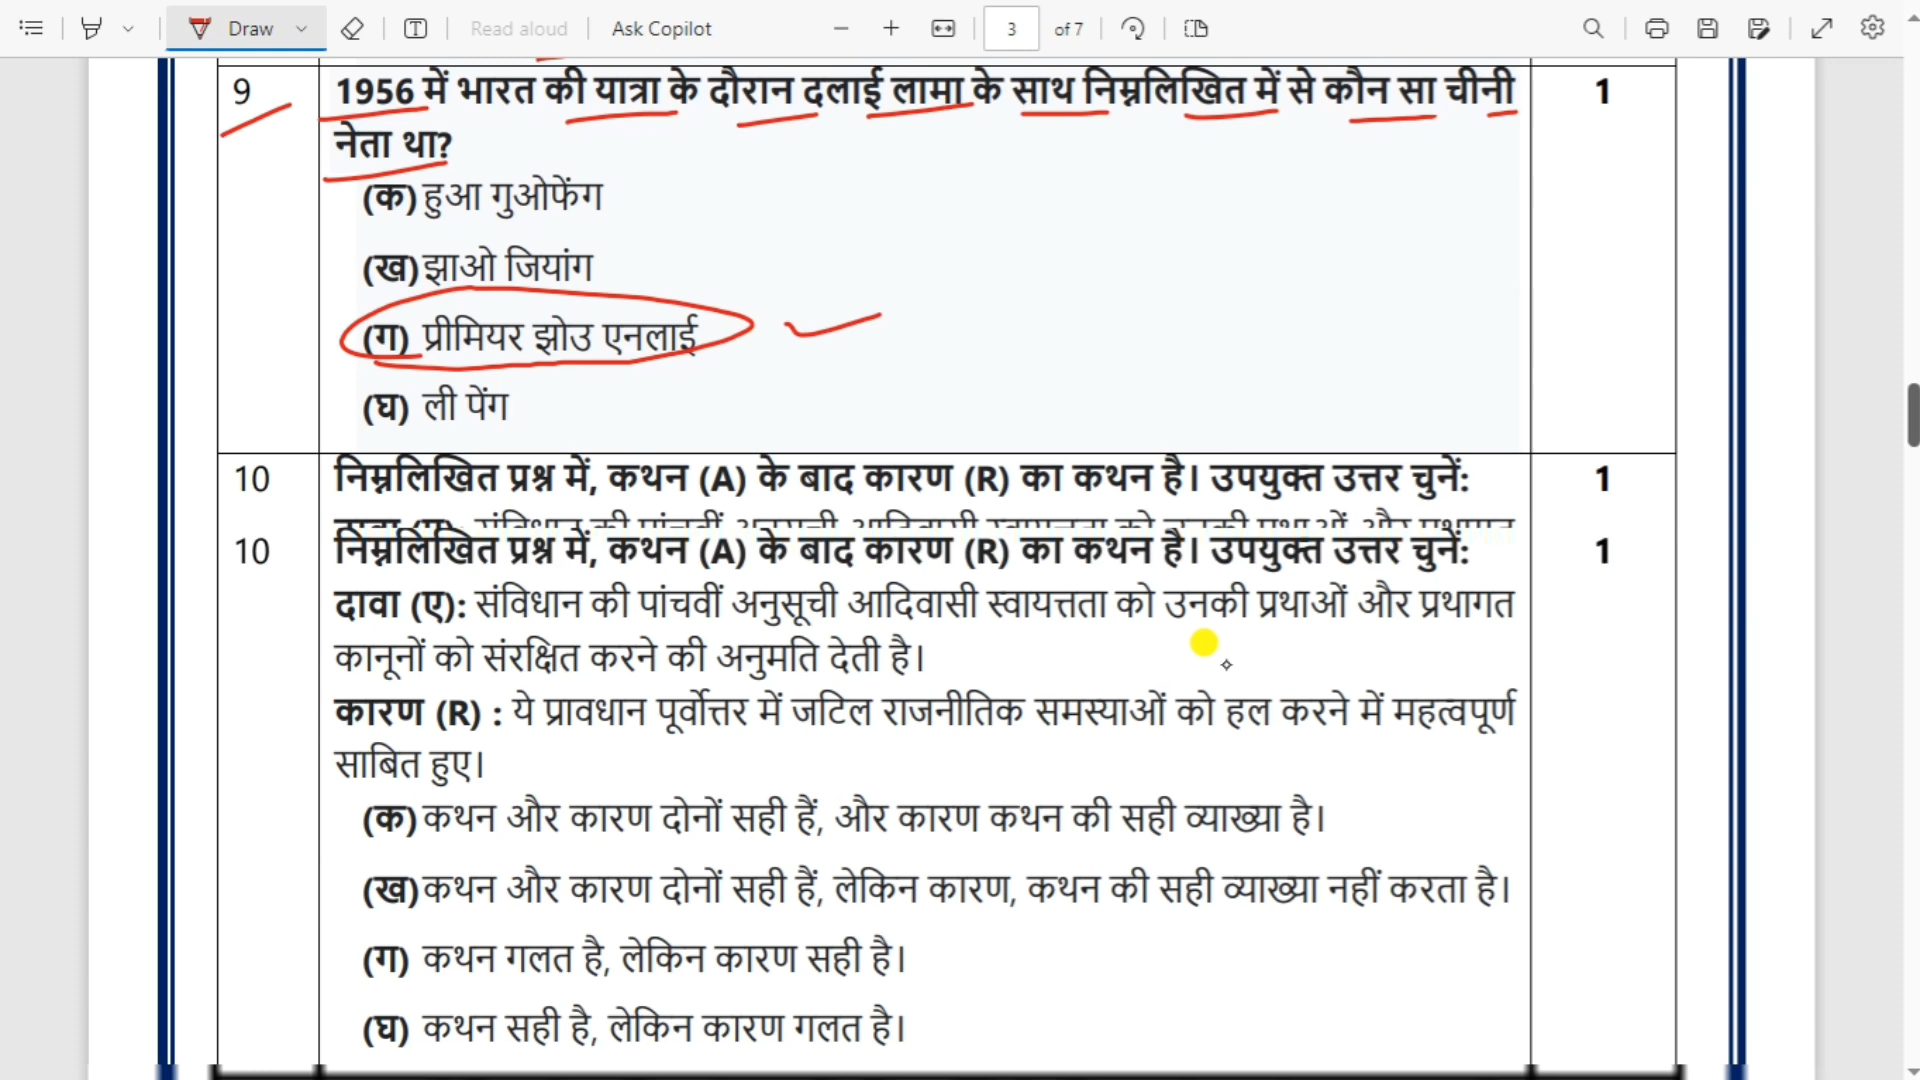 Draw
Read aloud
Ask Copilot
3
of 7
9
1956 में भारत की यात्रा के दौरान दलाई लामा के साथ निम्नलिखित में से कौन सा चीनी
1
नेता था?
(क) हुआ गुओफेंग
(ख) झाओ जियांग
(ग) प्रीमियर झोउ एनलाई
(घ) ली पेंग
10
निम्नलिखित प्रश्न में, कथन (A) के बाद कारण (R) का कथन है। उपयुक्त उत्तर चुनें:
1
10
निम्नलिखित प्रश्न में, कथन (A) के बाद कारण (R) का कथन है। उपयुक्त उत्तर चुनें:
1
दावा (ए): संविधान की पांचवीं अनुसूची आदिवासी स्वायत्तता को उनकी प्रथाओं और प्रथागत
कानूनों को संरक्षित करने की अनुमति देती है।
कारण (R) : ये प्रावधान पूर्वोत्तर में जटिल राजनीतिक समस्याओं को हल करने में महत्वपूर्ण
साबित हुए।
(क) कथन और कारण दोनों सही हैं, और कारण कथन की सही व्याख्या है।
(ख) कथन और कारण दोनों सही हैं, लेकिन कारण, कथन की सही व्याख्या नहीं करता है।
(ग) कथन गलत है, लेकिन कारण सही है।
(घ) कथन सही है, लेकिन कारण गलत है।